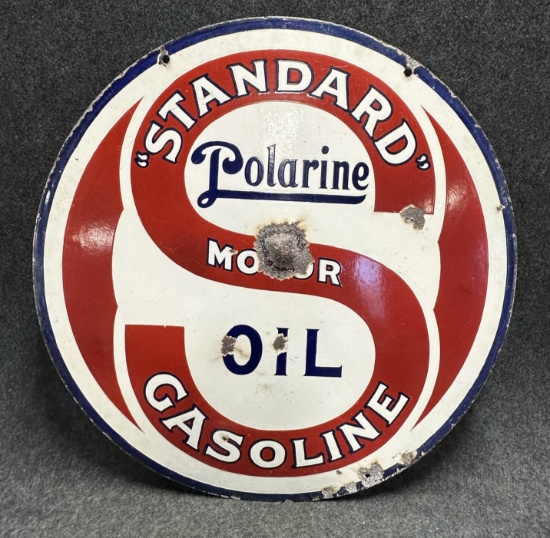 "STANDARD"
Polarine
MOTOR
OIL
GASOLINE